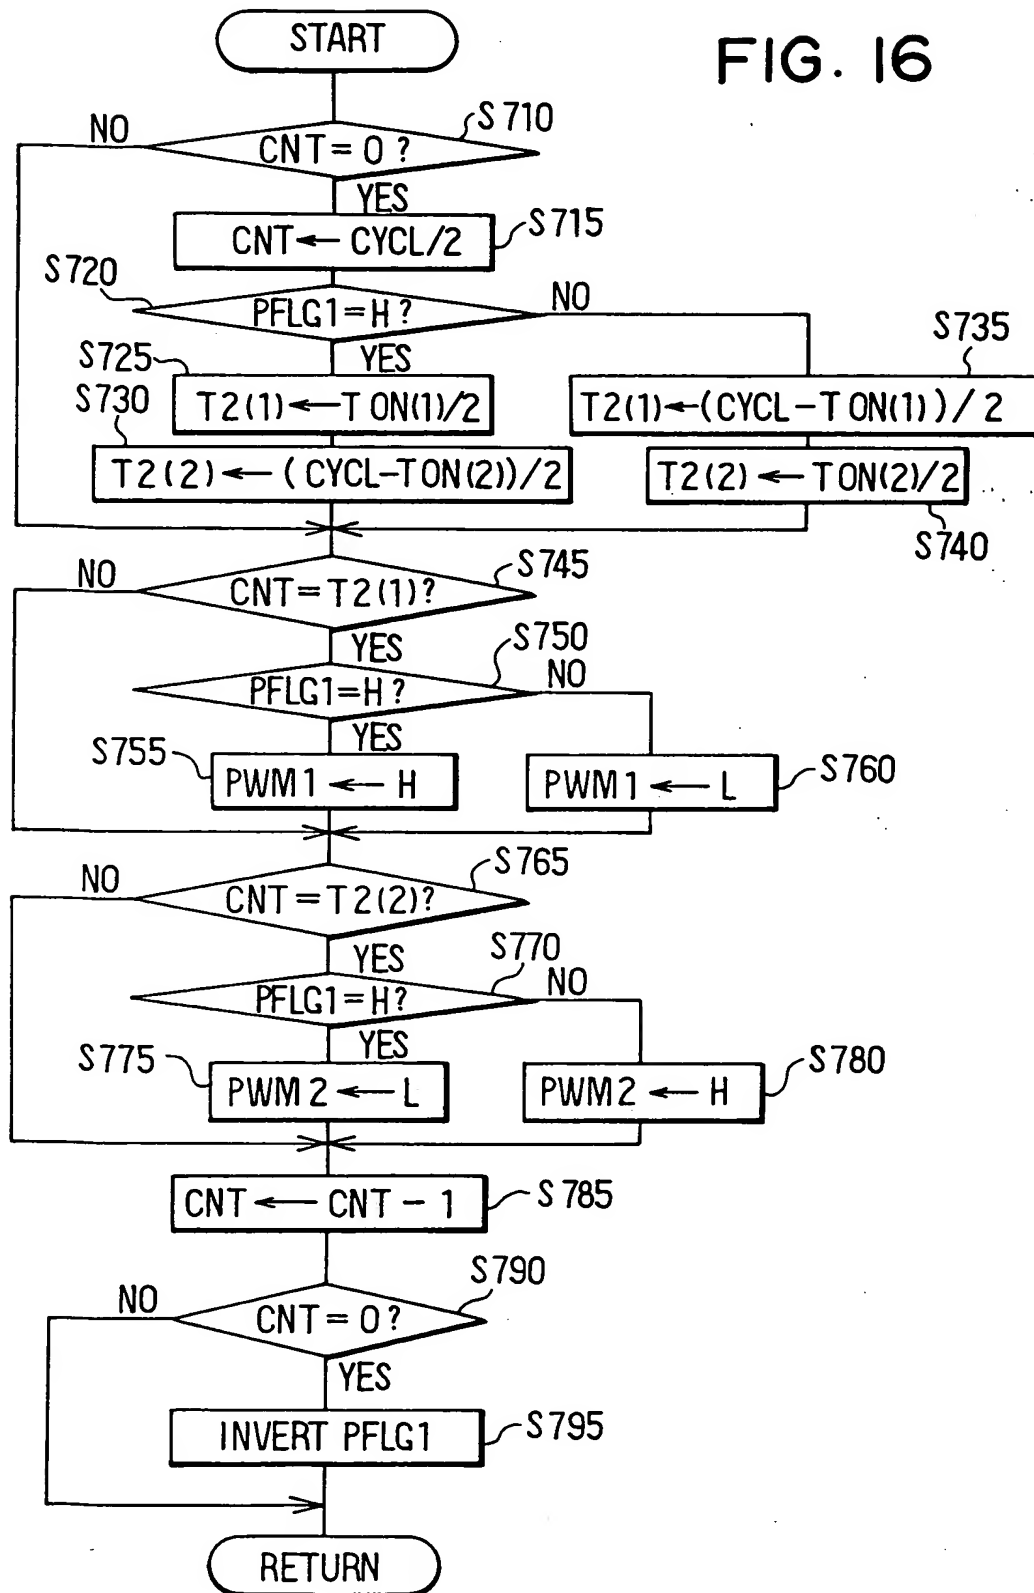 START
FIG. 16
S710
NO
CNT = 0 ?
YES
S715
CNT ← CYCL/2
S720
PFLG1 = H ?
NO
YES
S725
S735
T2(1) ← TON(1)/2
T2(1) ← (CYCL-TON(1))/2
S730
T2(2) ← (CYCL-TON(2))/2
T2(2) ← TON(2)/2
S740
S745
NO
CNT = T2(1) ?
YES
S750
PFLG1 = H ?
NO
YES
S755
PWM1 ← H
PWM1 ← L
S760
S765
NO
CNT = T2(2) ?
YES
S770
PFLG1 = H ?
NO
YES
S775
PWM2 ← L
PWM2 ← H
S780
CNT ← CNT - 1
S785
S790
NO
CNT = 0 ?
YES
INVERT PFLG1
S795
RETURN